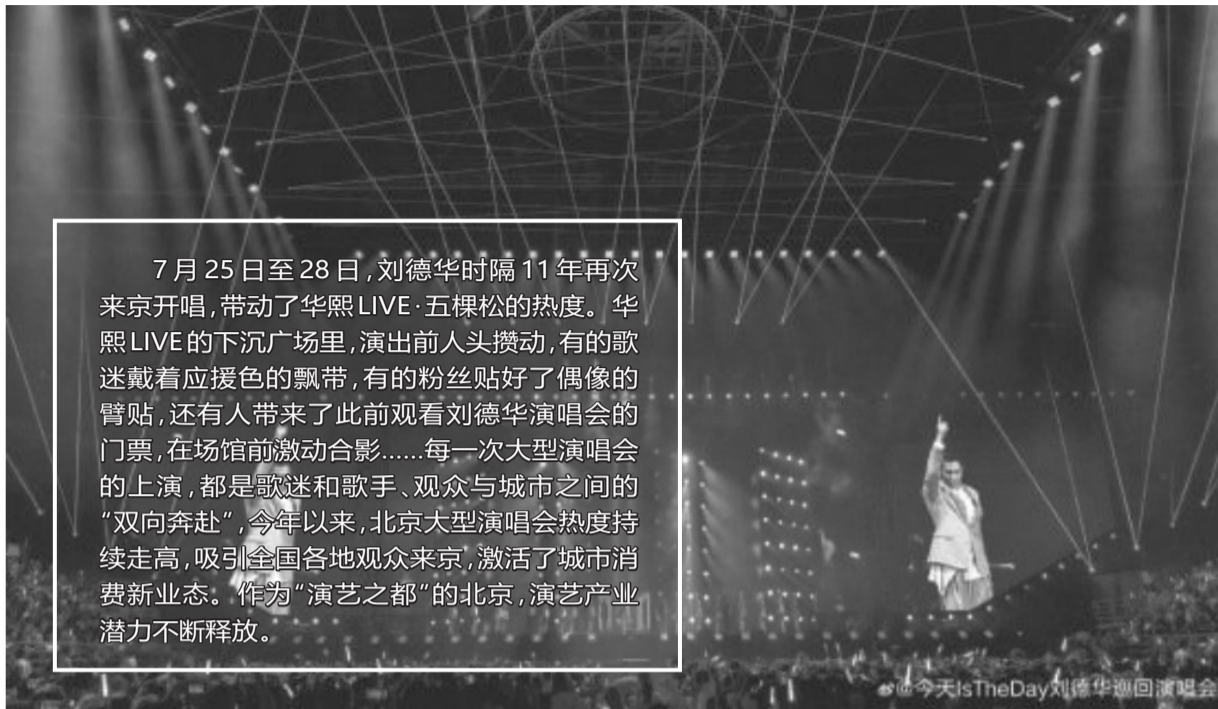 7月25日至28日,刘德华时隔11年再次
来京开唱,带动了华熙LIVE·五棵松的热度。华
熙LIVE的下沉广场里,演出前人头攒动,有的歌
迷戴着应援色的飘带,有的粉丝贴好了偶像的
臂贴,还有人带来了此前观看刘德华演唱会的
门票,在场馆前激动合影……每一次大型演唱会
的上演,都是歌迷和歌手、观众与城市之间的
“双向奔赴”,今年以来,北京大型演唱会热度持
续走高,吸引全国各地观众来京,激活了城市消
费新业态。作为“演艺之都”的北京,演艺产业
潜力不断释放。
@今天IsTheDay刘德华巡回演唱会